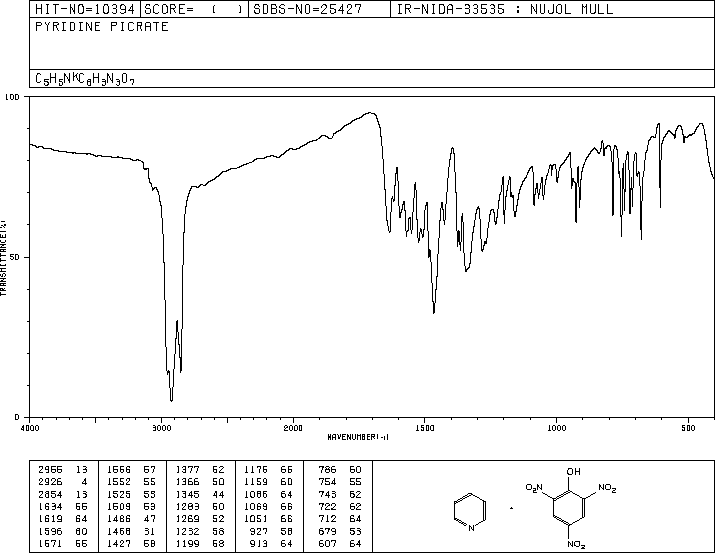 HIT-NO=10394 SCORE= ( ) SDBS-NO=25427 IR-NIDA-33535 : NUJOL MULL
PYRIDINE PICRATE
C5H5NKC6H3N3O7
100
50
0
TRANSMITTANCE(%)
4000 3000 2000 1500 1000 500
WAVENUMBER(-1)
2955 13 1566 57 1377 52 1176 66 786 60
2926 4 1552 55 1366 50 1159 60 754 55
2854 13 1525 55 1345 44 1086 64 743 62
1634 55 1509 53 1283 50 1069 66 722 62
1619 64 1486 47 1269 52 1051 66 712 64
1596 60 1468 31 1232 58 927 58 679 53
1571 55 1427 58 1199 58 913 64 607 64
OH
O2N NO2
N
NO2